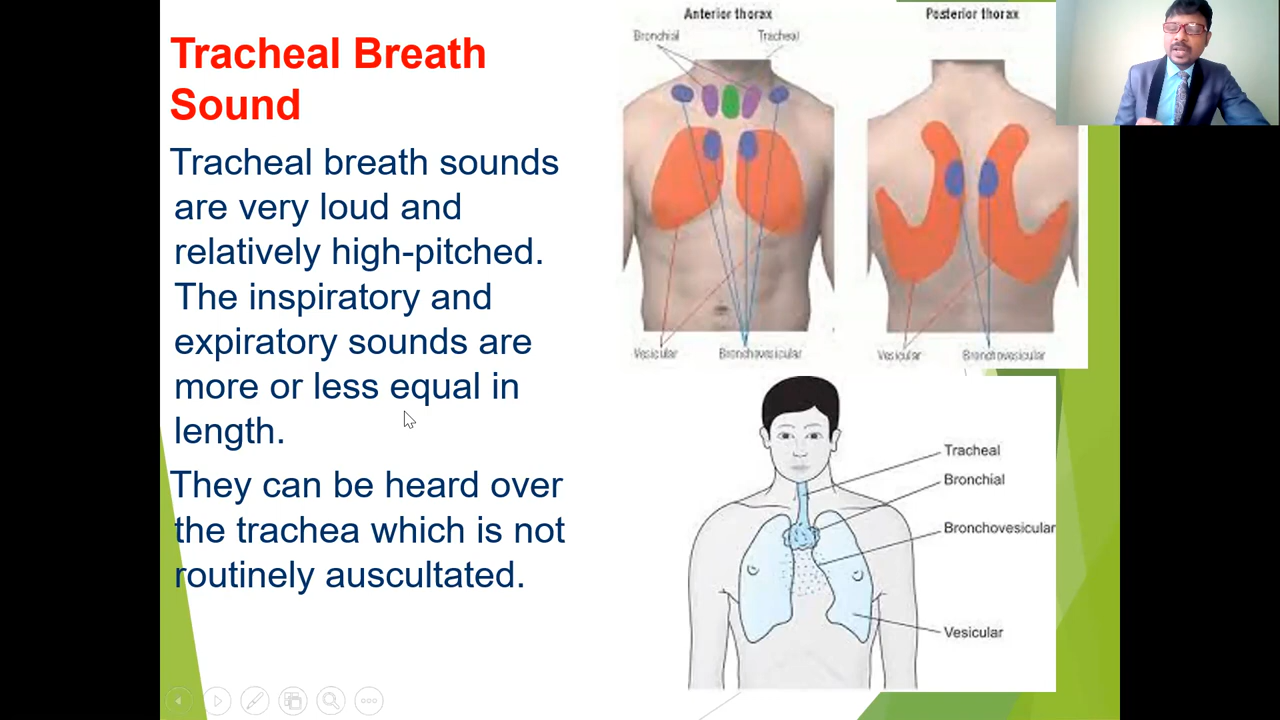 Tracheal Breath
Sound
Tracheal breath sounds
are very loud and
relatively high-pitched.
The inspiratory and
expiratory sounds are
more or less equal in
length.
They can be heard over
the trachea which is not
routinely auscultated.
Anterior thorax
Posterior thorax
Bronchial
Tracheal
Vesicular
Bronchovesicular
Vesicular
Bronchovesicular
Tracheal
Bronchial
Bronchovesicular
Vesicular